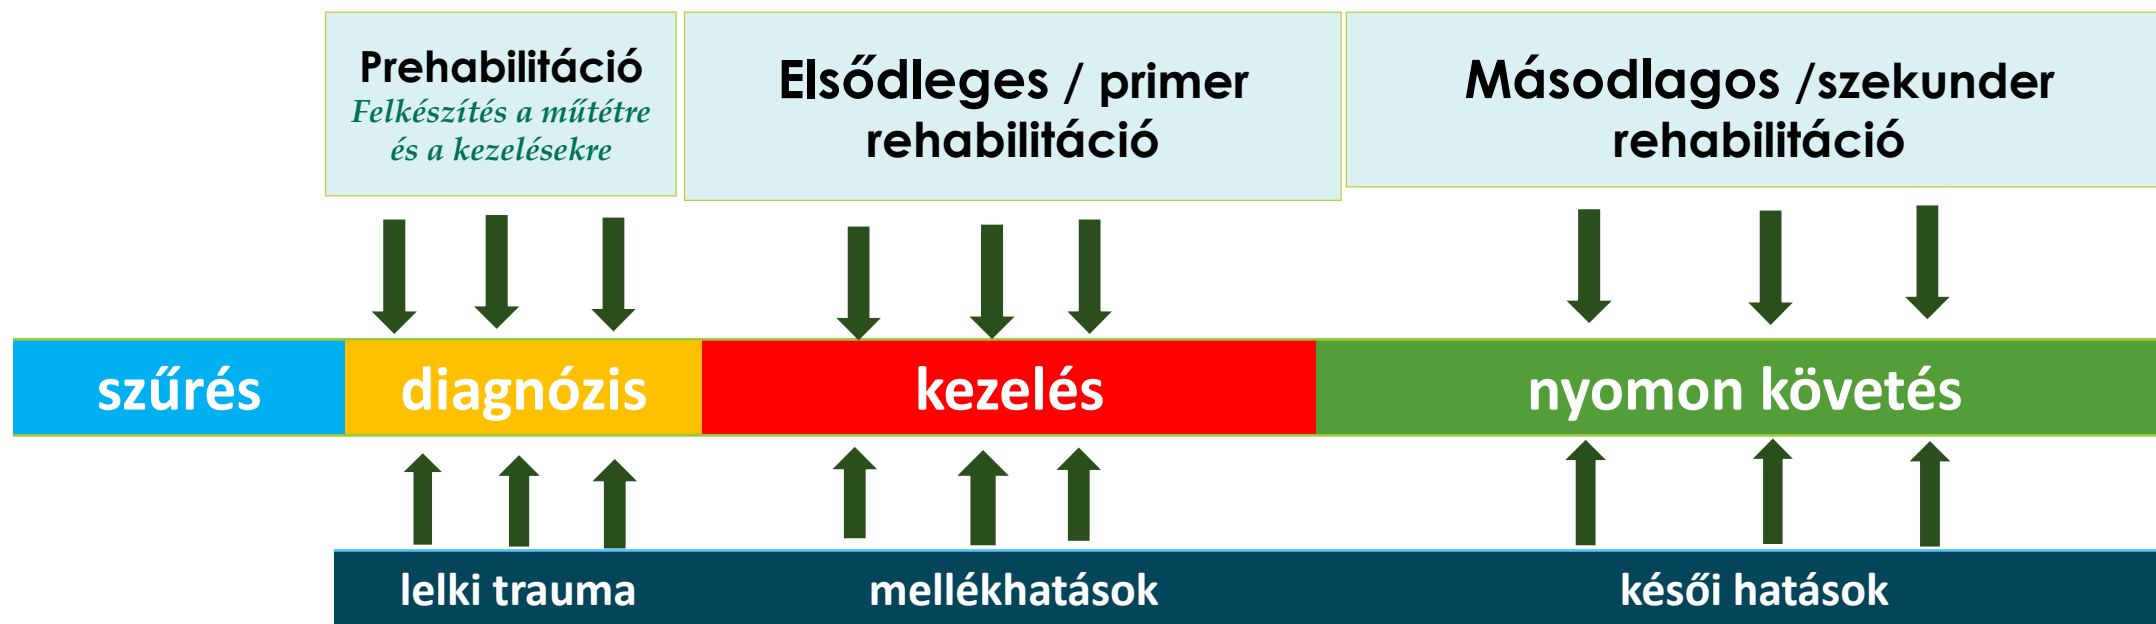 Prehabilitáció
Felkészítés a műtétre
és a kezelésekre
Elsődleges / primer
rehabilitáció
Másodlagos /szekunder
rehabilitáció
szűrés
diagnózis
kezelés
nyomon követés
lelki trauma
mellékhatások
késői hatások